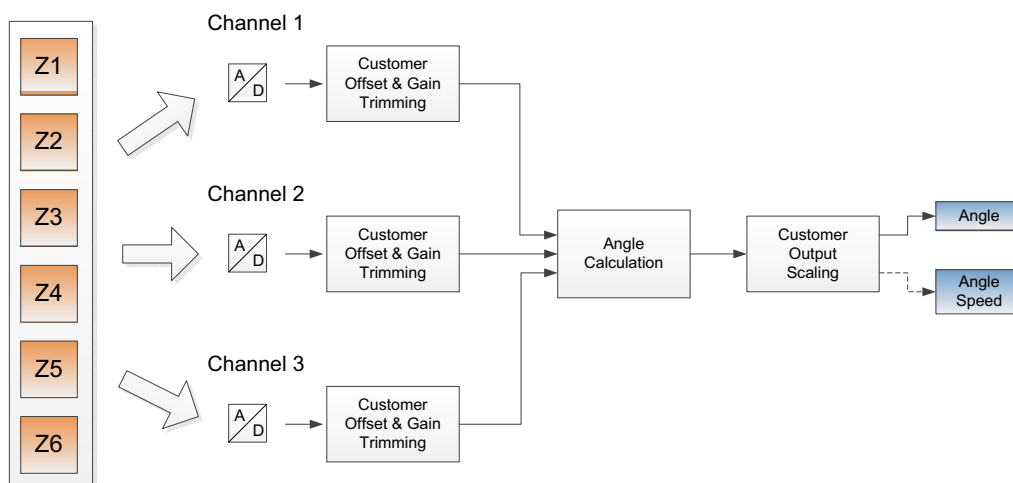 Z1
Z2
Z3
Z4
Z5
Z6
Channel 1
A
D
Customer
Offset & Gain
Trimming
Channel 2
A
D
Customer
Offset & Gain
Trimming
Channel 3
A
D
Customer
Offset & Gain
Trimming
Angle
Calculation
Customer
Output
Scaling
Angle
Angle
Speed